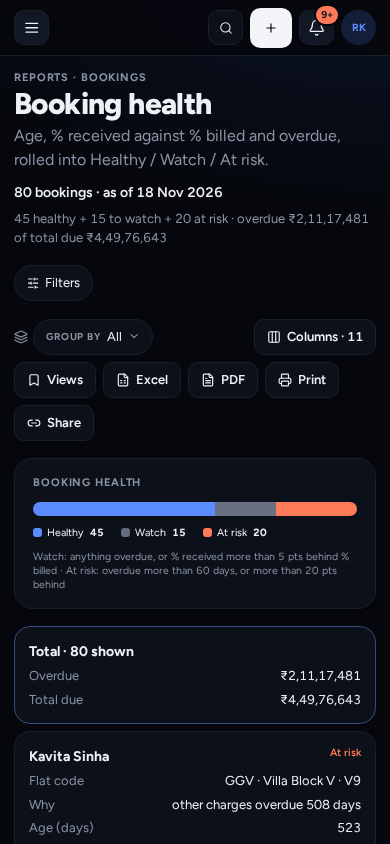 9+
RK
REPORTS · BOOKINGS
Booking health
Age, % received against % billed and overdue,
rolled into Healthy / Watch / At risk.
80 bookings · as of 18 Nov 2026
45 healthy + 15 to watch + 20 at risk · overdue ₹2,11,17,481
of total due ₹4,49,76,643
Filters
GROUP BY All
Columns · 11
Views
Excel
PDF
Print
Share
BOOKING HEALTH
Healthy 45 Watch 15 At risk 20
Watch: anything overdue, or % received more than 5 pts behind %
billed · At risk: overdue more than 60 days, or more than 20 pts
behind
Total · 80 shown
Overdue ₹2,11,17,481
Total due ₹4,49,76,643
Kavita Sinha At risk
Flat code GGV · Villa Block V · V9
Why other charges overdue 508 days
Age (days) 523